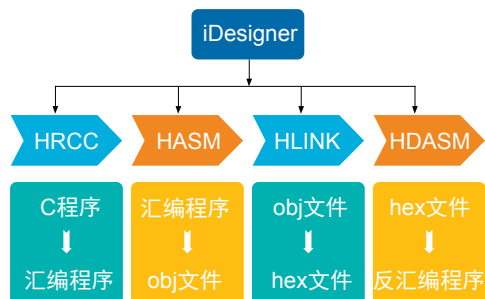 iDesigner
HRCC
HASM
HLINK
HDASM
C程序
汇编程序
汇编程序
obj文件
obj文件
hex文件
hex文件
反汇编程序